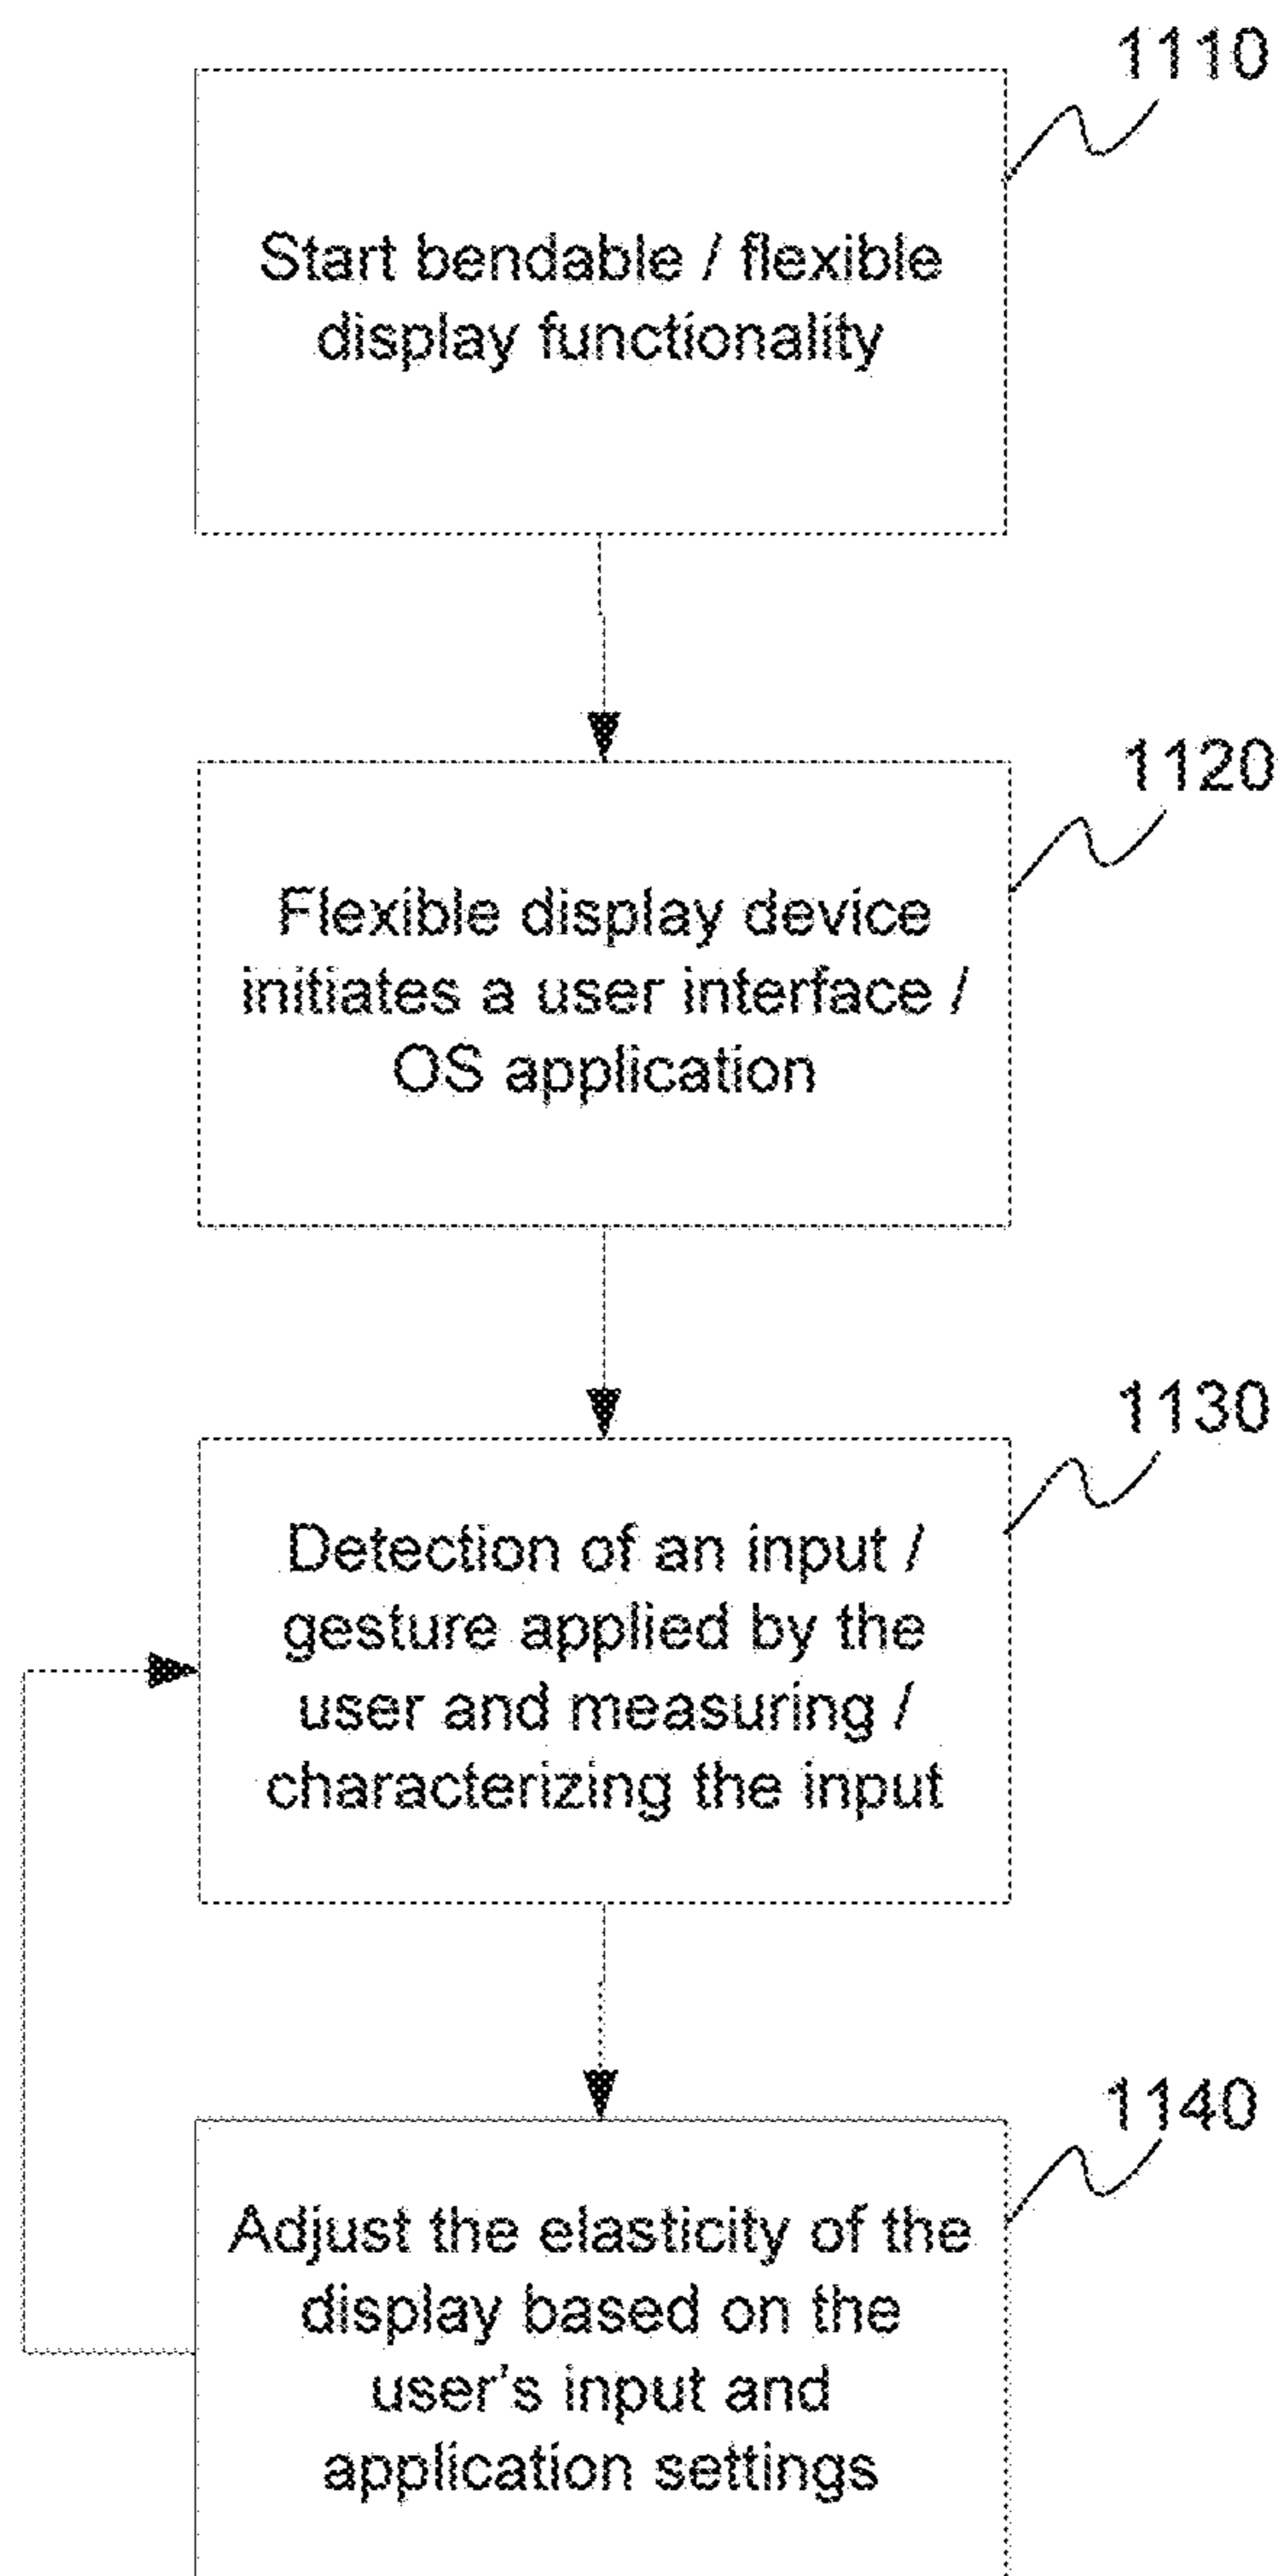 1110
Start bendable / flexible
display functionality
1120
Flexible display device
initiates a user interface /
OS application
1130
Detection of an input /
gesture applied by the
user and measuring /
characterizing the input
1140
Adjust the elasticity of the
display based on the
user's input and
application settings